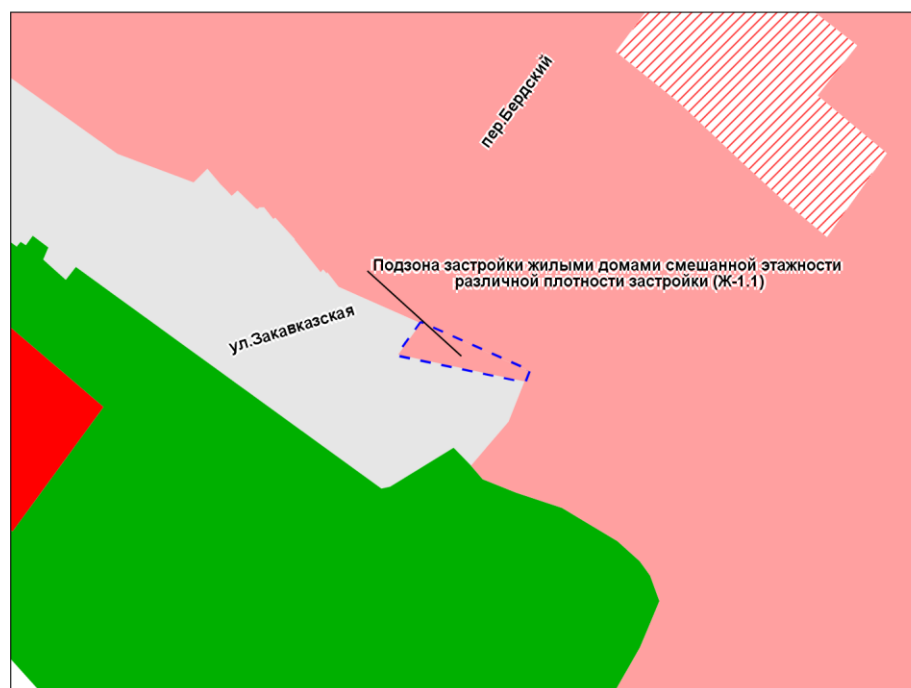 пер.Бердский
Подзона застройки жилыми домами смешанной этажности
различной плотности застройки (Ж-1.1)
ул.Закавказская